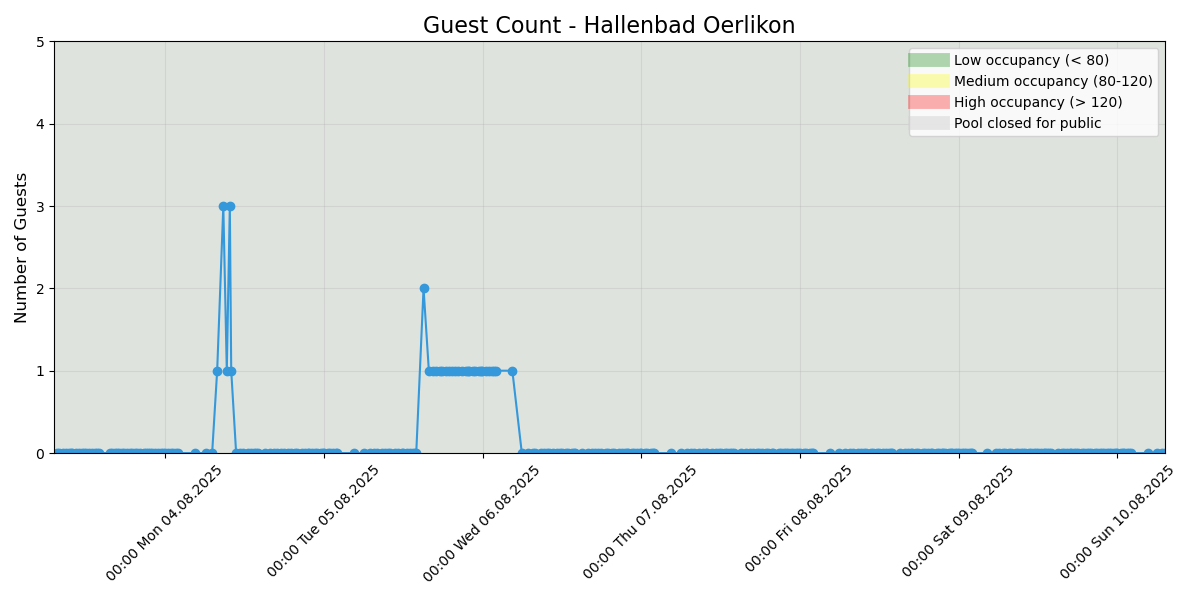 Guest Count - Hallenbad Oerlikon
Number of Guests
5
4
3
2
1
0
Low occupancy (< 80)
Medium occupancy (80-120)
High occupancy (> 120)
Pool closed for public
00:00 Mon 04.08.2025
00:00 Tue 05.08.2025
00:00 Wed 06.08.2025
00:00 Thu 07.08.2025
00:00 Fri 08.08.2025
00:00 Sat 09.08.2025
00:00 Sun 10.08.2025